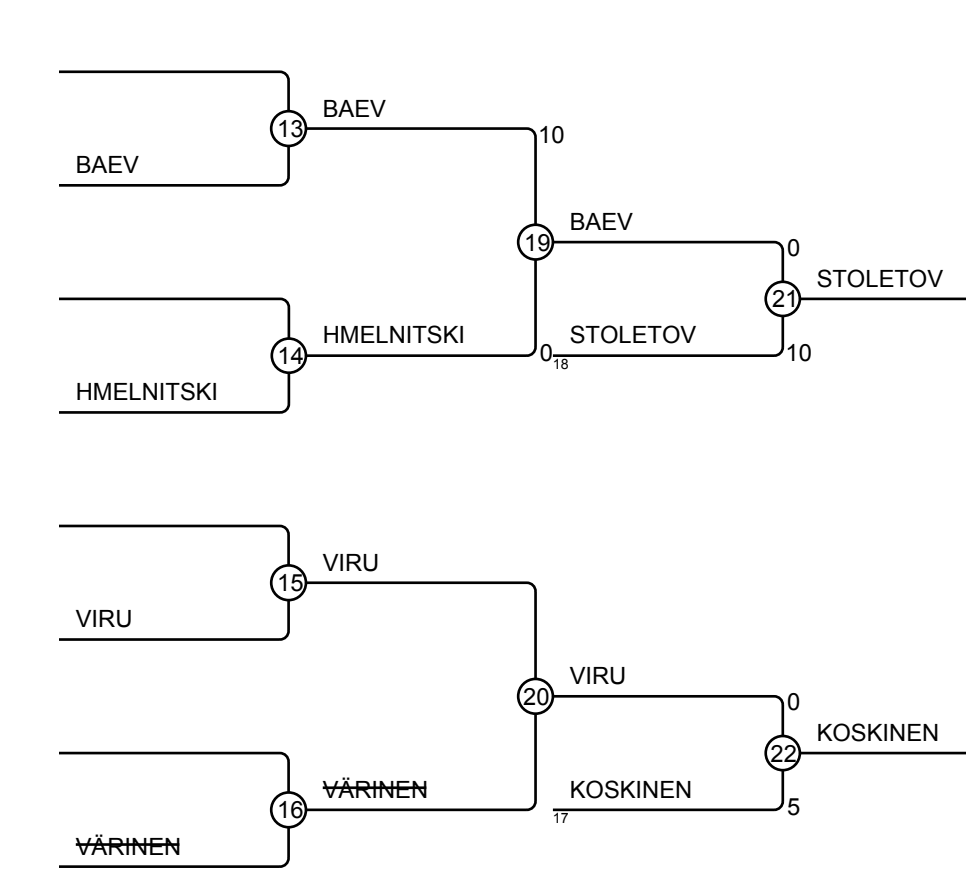 BAEV
13
BAEV
10
HMELNITSKI
14
HMELNITSKI
0
19
BAEV
0
STOLETOV
18
10
21
STOLETOV
VIRU
15
VIRU
VÄRINEN
16
VÄRINEN
20
VIRU
0
KOSKINEN
17
5
22
KOSKINEN